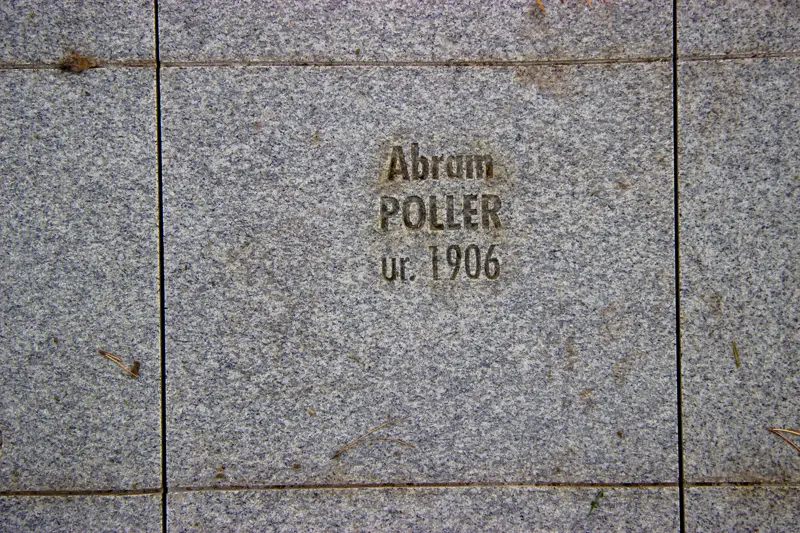 Abram
POLLER
ur. 1906